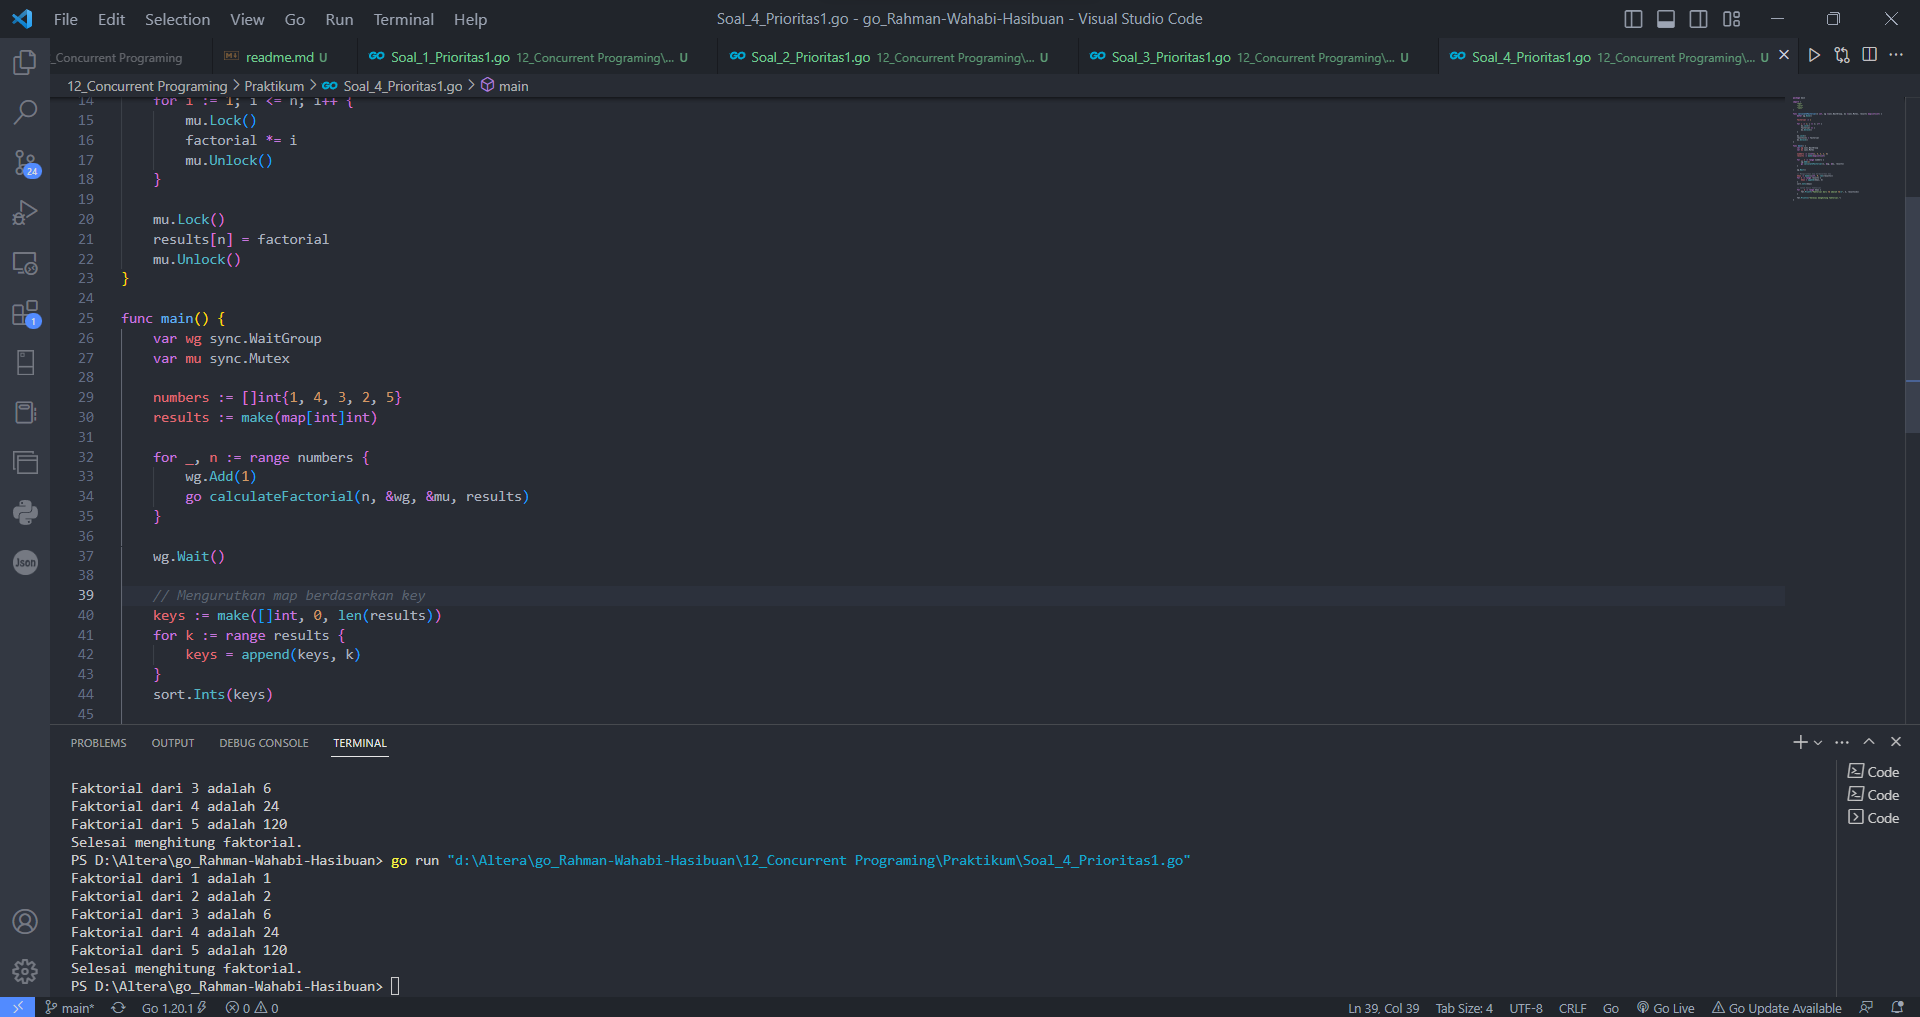 File Edit Selection View Go Run Terminal Help
Soal_4_Prioritas1.go - go_Rahman-Wahabi-Hasibuan - Visual Studio Code
_Concurrent Programing
readme.md U
Soal_1_Prioritas1.go 12_Concurrent Programing\... U
Soal_2_Prioritas1.go 12_Concurrent Programing\... U
Soal_3_Prioritas1.go 12_Concurrent Programing\... U
Soal_4_Prioritas1.go 12_Concurrent Programing\... U
12_Concurrent Programing > Praktikum > Soal_4_Prioritas1.go > main
14 for i := 1; i <= n; i++ {
15 mu.Lock()
16 factorial *= i
17 mu.Unlock()
18 }
19
20 mu.Lock()
21 results[n] = factorial
22 mu.Unlock()
23 }
24
25 func main() {
26 var wg sync.WaitGroup
27 var mu sync.Mutex
28
29 numbers := []int{1, 4, 3, 2, 5}
30 results := make(map[int]int)
31
32 for _, n := range numbers {
33 wg.Add(1)
34 go calculateFactorial(n, &wg, &mu, results)
35 }
36
37 wg.Wait()
38
39 // Mengurutkan map berdasarkan key
40 keys := make([]int, 0, len(results))
41 for k := range results {
42 keys = append(keys, k)
43 }
44 sort.Ints(keys)
45
24
1
Json
PROBLEMS OUTPUT DEBUG CONSOLE TERMINAL
Faktorial dari 3 adalah 6
Faktorial dari 4 adalah 24
Faktorial dari 5 adalah 120
Selesai menghitung faktorial.
PS D:\Altera\go_Rahman-Wahabi-Hasibuan> go run "d:\Altera\go_Rahman-Wahabi-Hasibuan\12_Concurrent Programing\Praktikum\Soal_4_Prioritas1.go"
Faktorial dari 1 adalah 1
Faktorial dari 2 adalah 2
Faktorial dari 3 adalah 6
Faktorial dari 4 adalah 24
Faktorial dari 5 adalah 120
Selesai menghitung faktorial.
PS D:\Altera\go_Rahman-Wahabi-Hasibuan>
Code
Code
Code
main* Go 1.20.1 0 0
Ln 39, Col 39 Tab Size: 4 UTF-8 CRLF Go Go Live Go Update Available